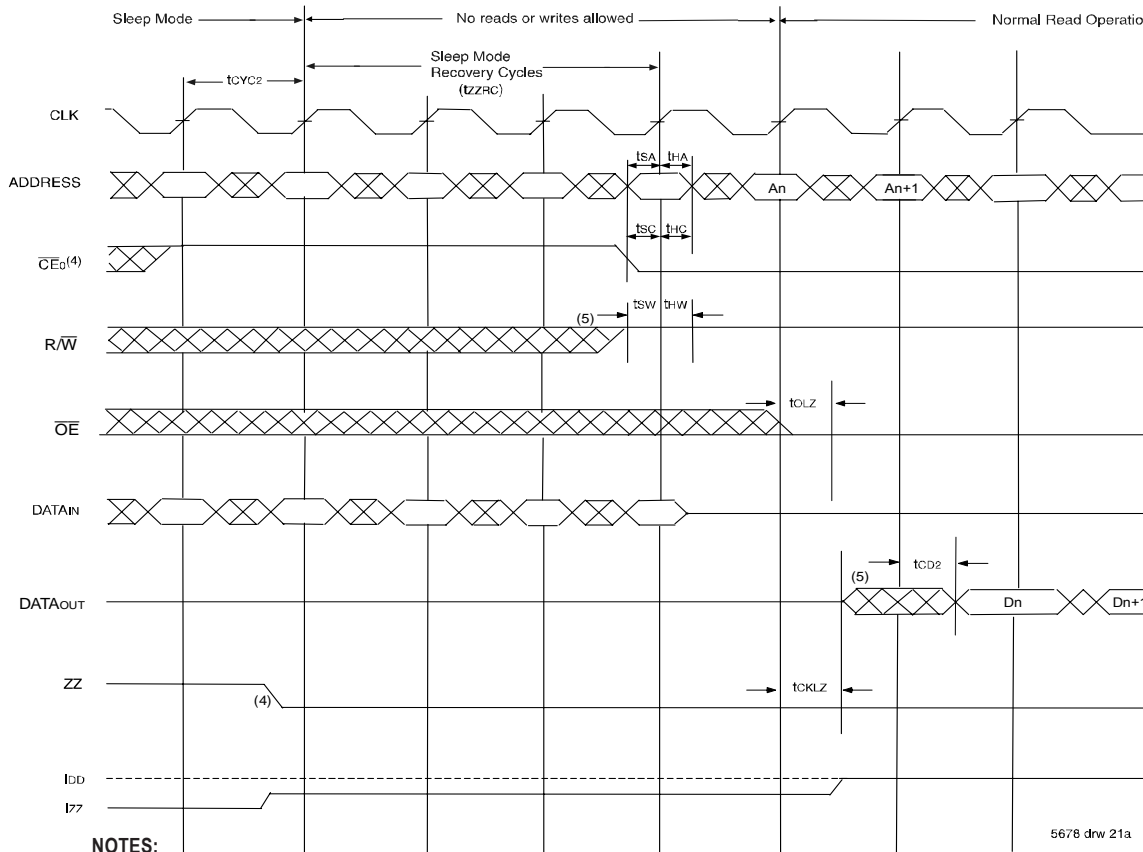 Sleep Mode
No reads or writes allowed
Normal Read Operatio
Sleep Mode
Recovery Cycles
(tZZRC)
tCYC2
CLK
tSA tHA
ADDRESS
An
An+1
tSC tHC
CE0(4)
tSW tHW
(5)
R/W
tOLZ
OE
DATAIN
tCD2
(5)
DATAOUT
Dn
Dn+1
ZZ
(4)
tCKLZ
IDD
IZZ
5678 drw 21a
NOTES: